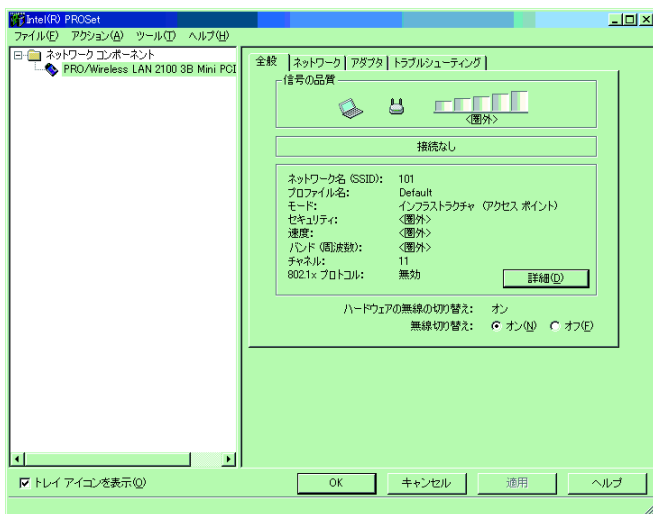 Intel(R) PROSet
ファイル(F) アクション(A) ツール(T) ヘルプ(H)
ネットワーク コンポーネント
PRO/Wireless LAN 2100 3B Mini PCI
全般 ネットワーク アダプタ トラブルシューティング
信号の品質
<圏外>
接続なし
ネットワーク名 (SSID): 101
プロファイル名: Default
モード: インフラストラクチャ (アクセス ポイント)
セキュリティ: <圏外>
速度: <圏外>
バンド (周波数): <圏外>
チャネル: 11
802.1x プロトコル: 無効
詳細(D)
ハードウェアの無線の切り替え: オン
無線切り替え: オン(N) オフ(F)
トレイ アイコンを表示(O)
OK キャンセル 適用 ヘルプ